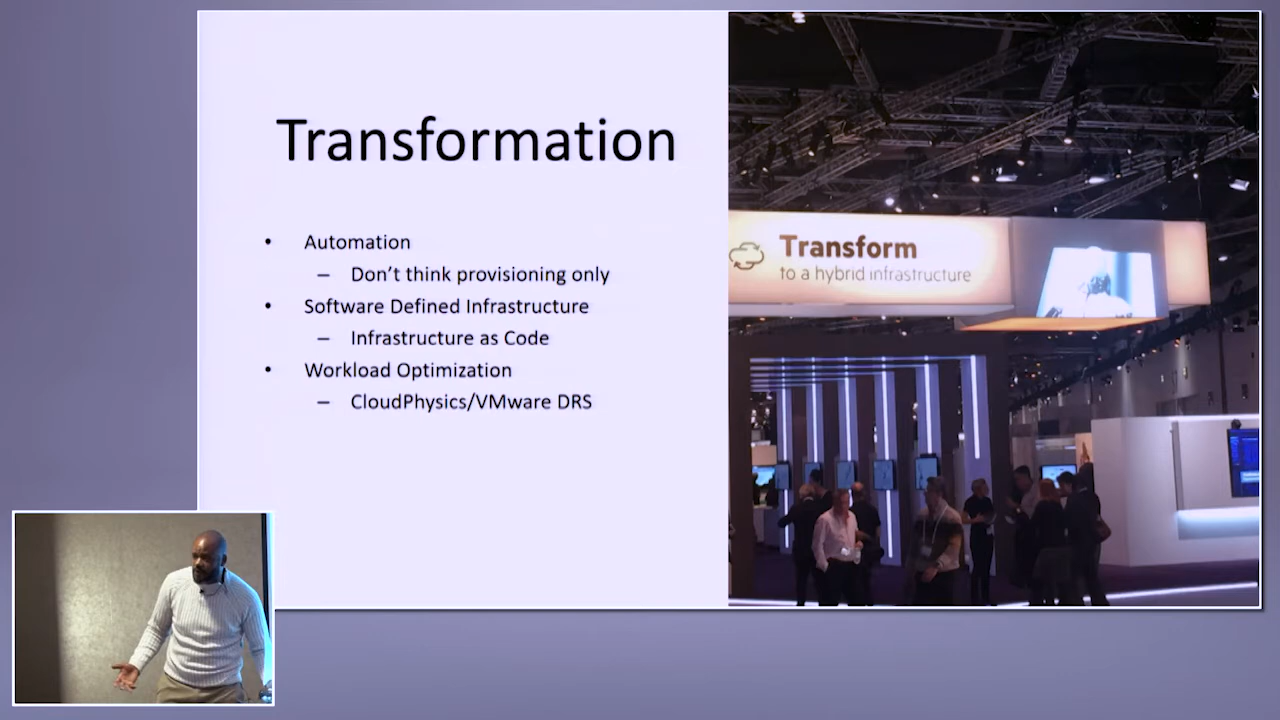 Transformation
• Automation
– Don’t think provisioning only
• Software Defined Infrastructure
– Infrastructure as Code
• Workload Optimization
– CloudPhysics/VMware DRS
Transform
to a hybrid infrastructure